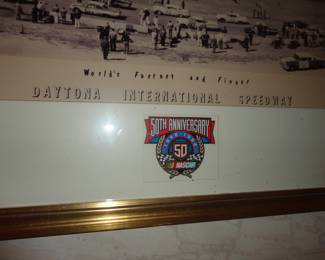 World's Fastest and Finest
DAYTONA INTERNATIONAL SPEEDWAY
50TH ANNIVERSARY
50
NASCAR